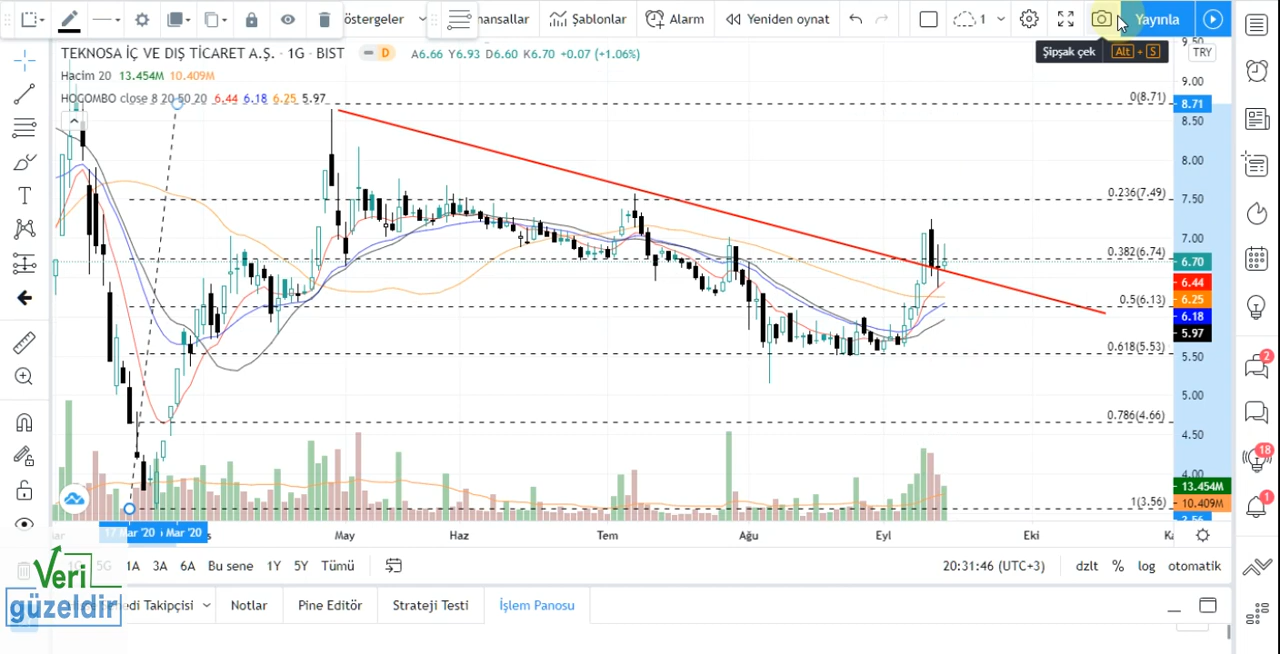 östergeler
nansallar
Şablonlar
Alarm
Yeniden oynat
1
Yayınla
Şipşak çek
Alt + S
TRY
TEKNOSA İÇ VE DIŞ TİCARET A.Ş. · 1G · BIST
D
A6.66 Y6.93 D6.60 K6.70 +0.07 (+1.06%)
Hacim 20 13.454M 10.409M
HOCOMBO close 8 20 50 20 6.44 6.18 6.25 5.97
0(8.71)
0.236(7.49)
0.382(6.74)
0.5(6.13)
0.618(5.53)
0.786(4.66)
1(3.56)
9.50
9.00
8.71
8.50
8.00
7.50
7.00
6.70
6.44
6.25
6.18
5.97
5.50
5.00
4.50
4.00
13.454M
10.409M
3.56
2
18
1
17 Mar '20
Mar '20
May
Haz
Tem
Ağu
Eyl
Eki
5G
1A
3A
6A
Bu sene
1Y
5Y
Tümü
20:31:46 (UTC+3)
dzlt
%
log
otomatik
Veri
güzeldir
edi Takipçisi
Notlar
Pine Editör
Strateji Testi
İşlem Panosu